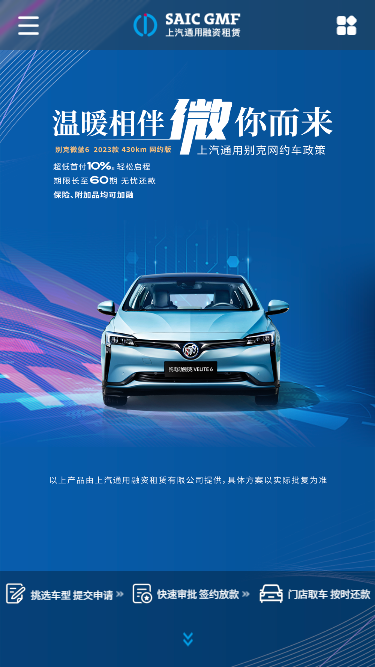 SAIC GMF
上汽通用融资租赁
温暖相伴 微 你而来
上汽通用别克网约车政策
别克微蓝6 2023款 430km 网约版
超低首付10%，轻松启程
期限长至60期 无忧还款
保险、附加品均可加融
纯电动别克 VELITE 6
以上产品由上汽通用融资租赁有限公司提供，具体方案以实际批复为准
挑选车型 提交申请 »
快速审批 签约放款 »
门店取车 按时还款